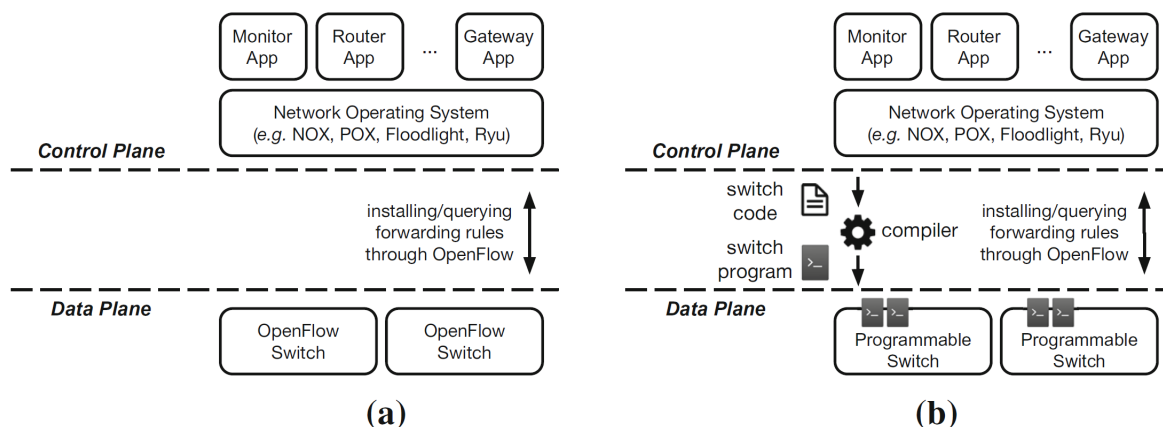 Monitor
App
Router
App
...
Gateway
App
Network Operating System
(e.g. NOX, POX, Floodlight, Ryu)
Control Plane
installing/querying
forwarding rules
through OpenFlow
Data Plane
OpenFlow
Switch
OpenFlow
Switch
(a)
Monitor
App
Router
App
...
Gateway
App
Network Operating System
(e.g. NOX, POX, Floodlight, Ryu)
Control Plane
switch
code
compiler
switch
program
>_
installing/querying
forwarding rules
through OpenFlow
Data Plane
>_ >_
Programmable
Switch
>_ >_
Programmable
Switch
(b)